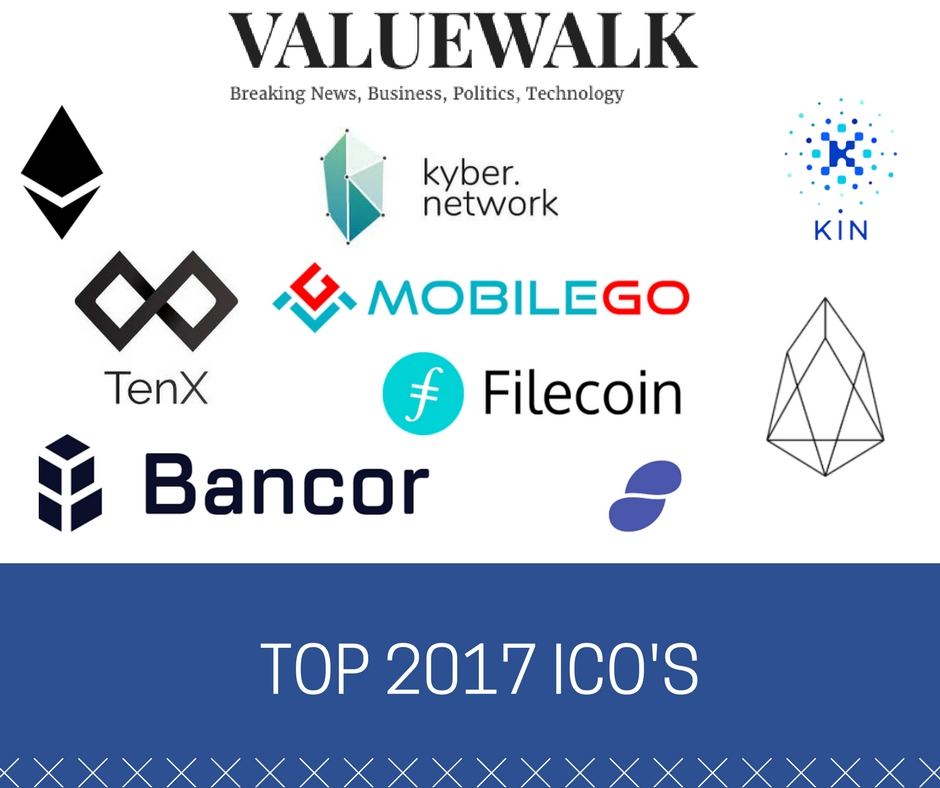 VALUEWALK
Breaking News, Business, Politics, Technology
kyber.
network
KIN
MOBILEGO
TenX
Filecoin
Bancor
TOP 2017 ICO'S